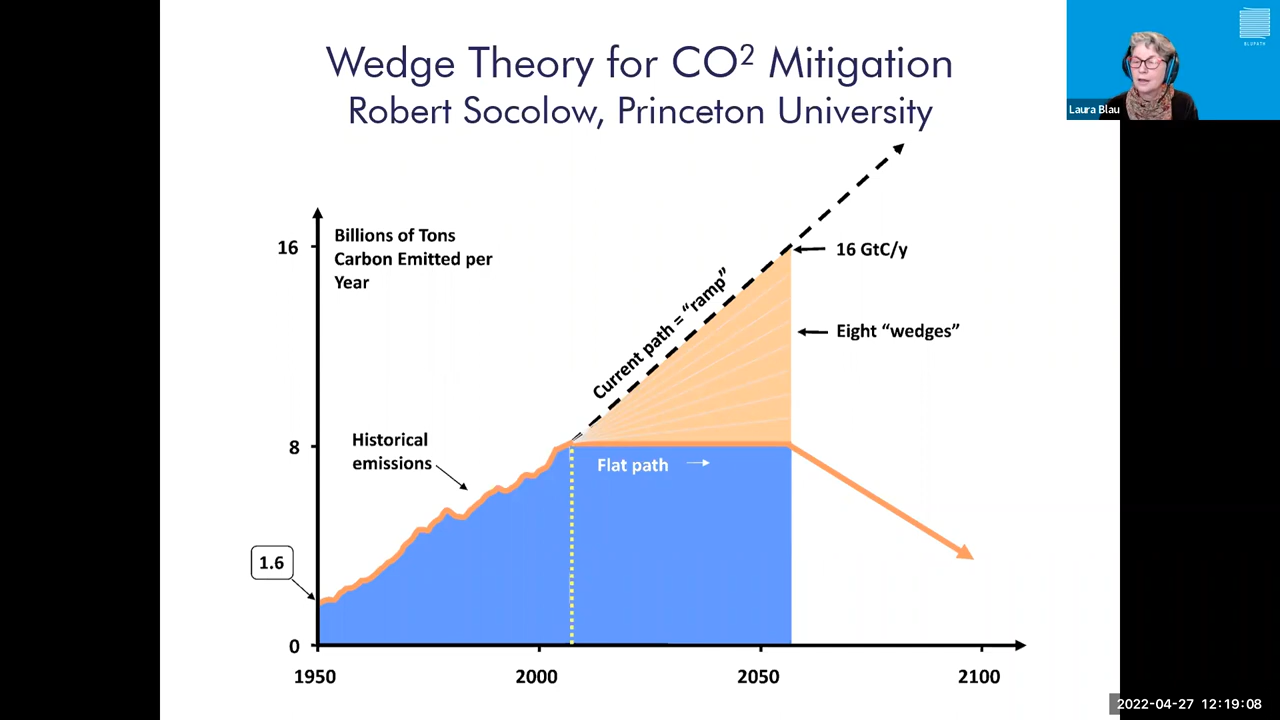 Wedge Theory for CO² Mitigation
Robert Socolow, Princeton University
BLUPATH
Laura Blau
Billions of Tons
Carbon Emitted per
Year
16
16 GtC/y
Current path = “ramp”
Eight “wedges”
Historical
emissions
8
Flat path
1.6
0
1950
2000
2050
2100
2022-04-27 12:19:08